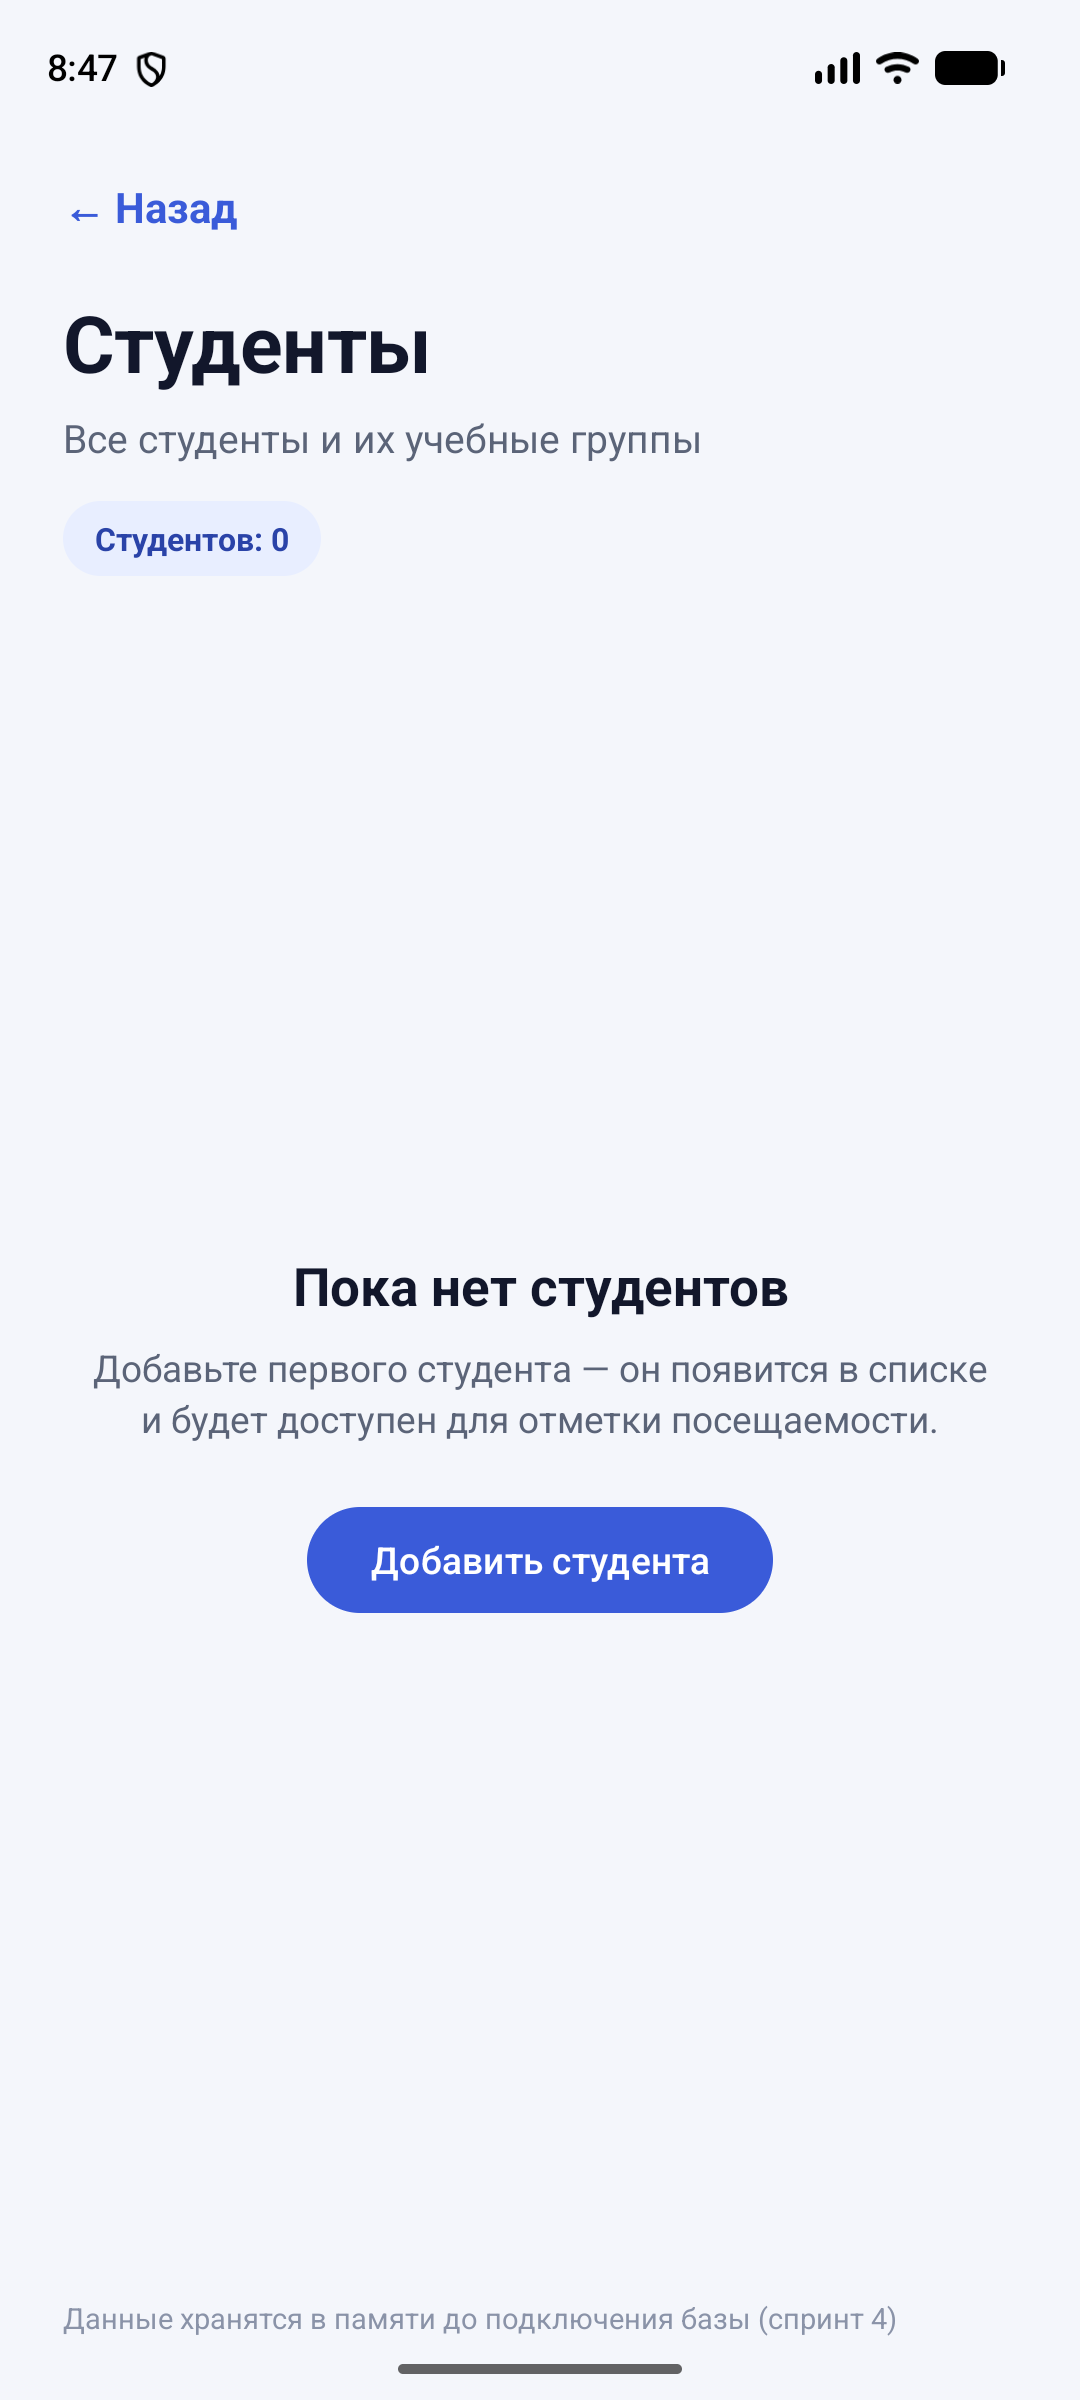 8:47
← Назад
Студенты
Все студенты и их учебные группы
Студентов: 0
Пока нет студентов
Добавьте первого студента — он появится в списке
и будет доступен для отметки посещаемости.
Добавить студента
Данные хранятся в памяти до подключения базы (спринт 4)